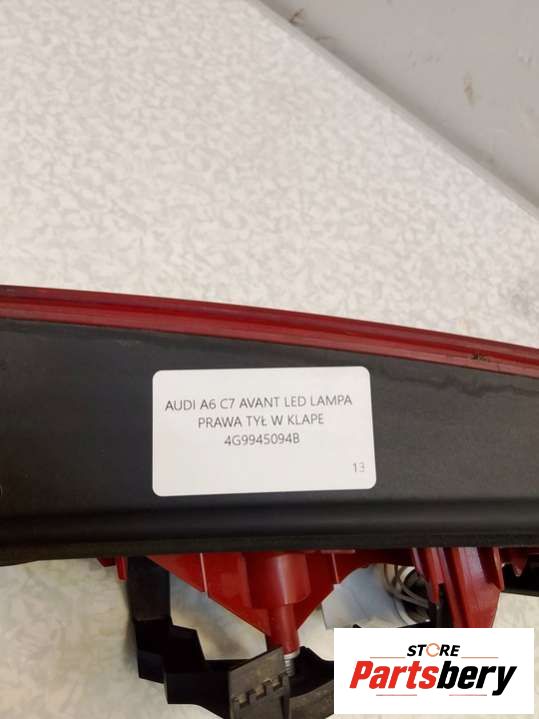 AUDI A6 C7 AVANT LED LAMPA
PRAWA TYŁ W KLAPE
4G9945094B
13
STORE
Partsbery